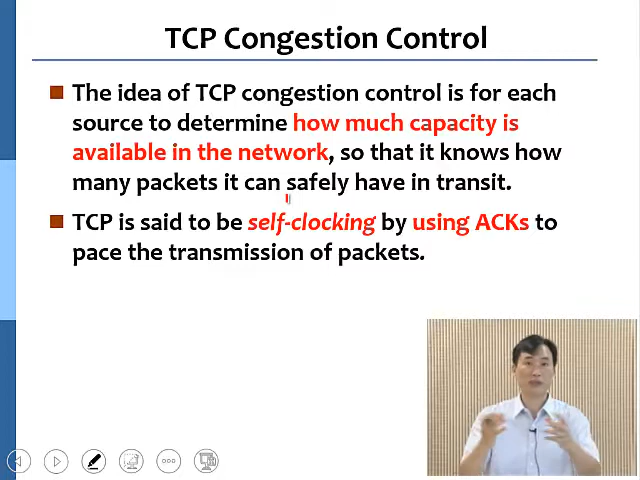 TCP Congestion Control
The idea of TCP congestion control is for each
source to determine how much capacity is
available in the network, so that it knows how
many packets it can safely have in transit.
TCP is said to be self-clocking by using ACKs to
pace the transmission of packets.